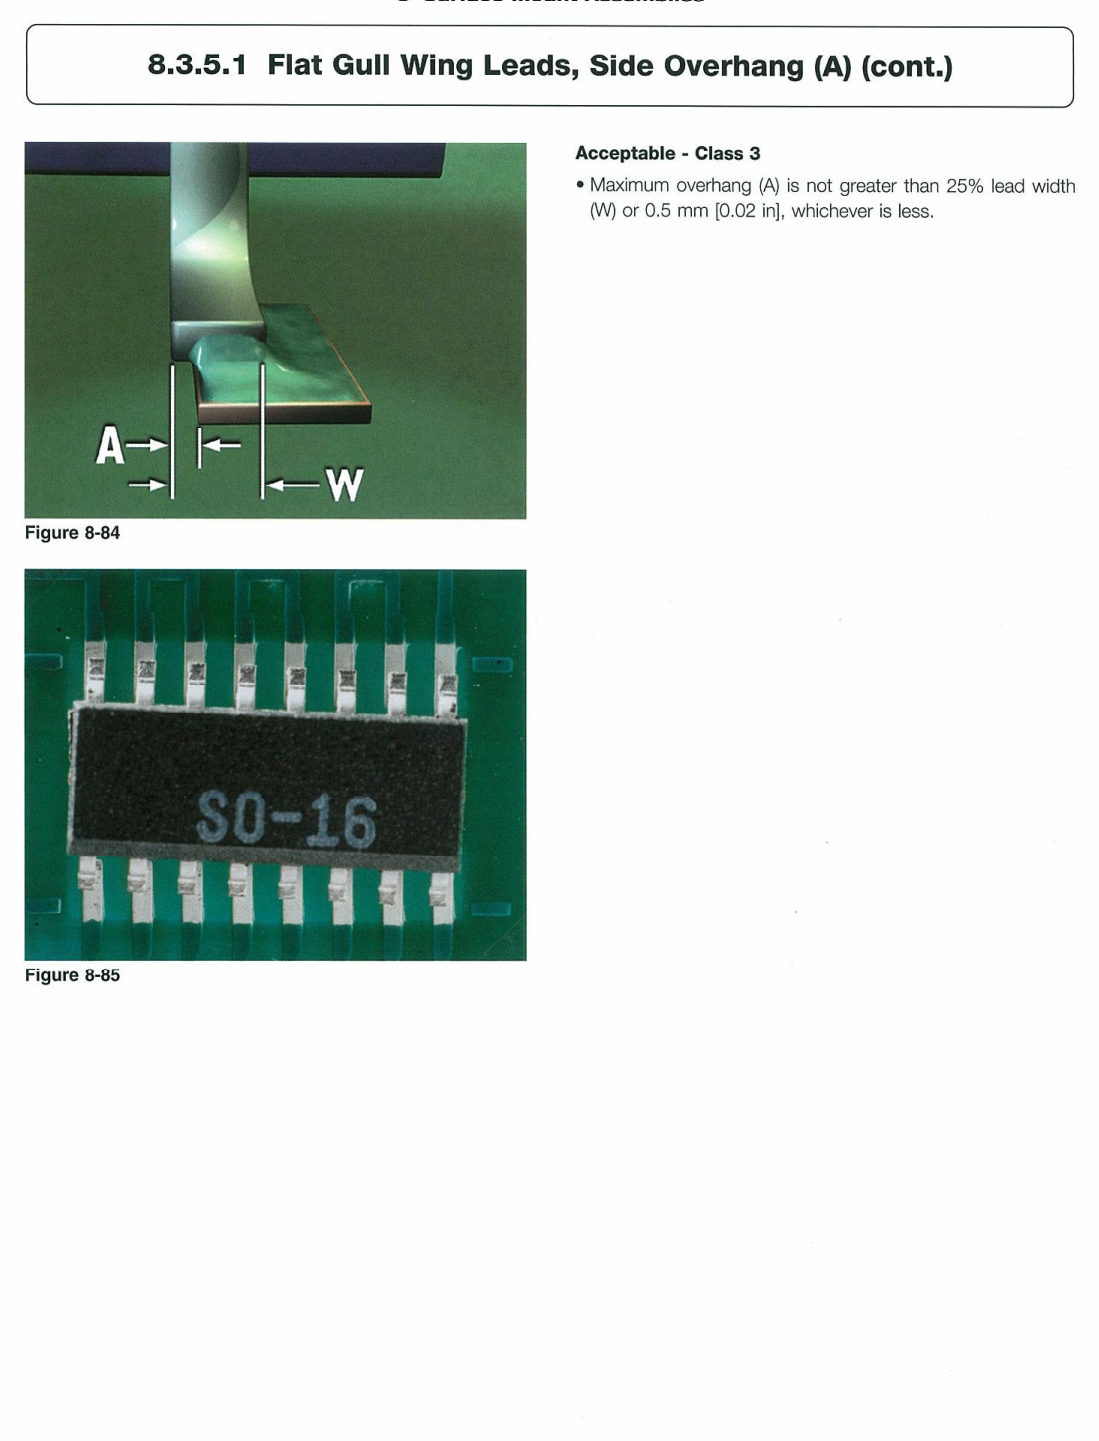 8.3.5.1 Flat Gull Wing Leads, Side Overhang (A) (cont.)
Acceptable - Class 3
• Maximum overhang (A) is not greater than 25% lead width
(W) or 0.5 mm [0.02 in], whichever is less.
A
W
Figure 8-84
SO-16
Figure 8-85